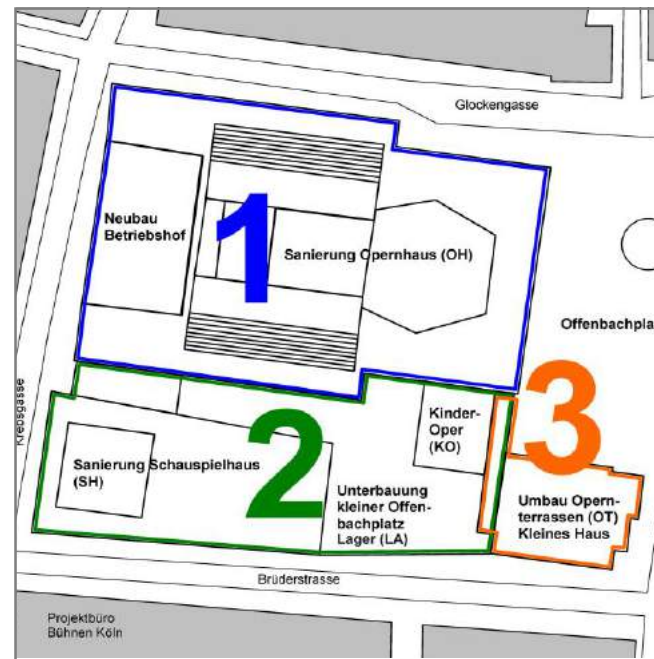 Glockengasse
Neubau
Betriebshof
1
Sanierung Opernhaus (OH)
Offenbachpla
Krebsgasse
3
2
Kinder-
Oper
(KO)
Sanierung Schauspielhaus
(SH)
Unterbauung
kleiner Offen-
bachplatz
Lager (LA)
Umbau Opern-
terrassen (OT)
Kleines Haus
Brüderstrasse
Projektbüro
Bühnen Köln